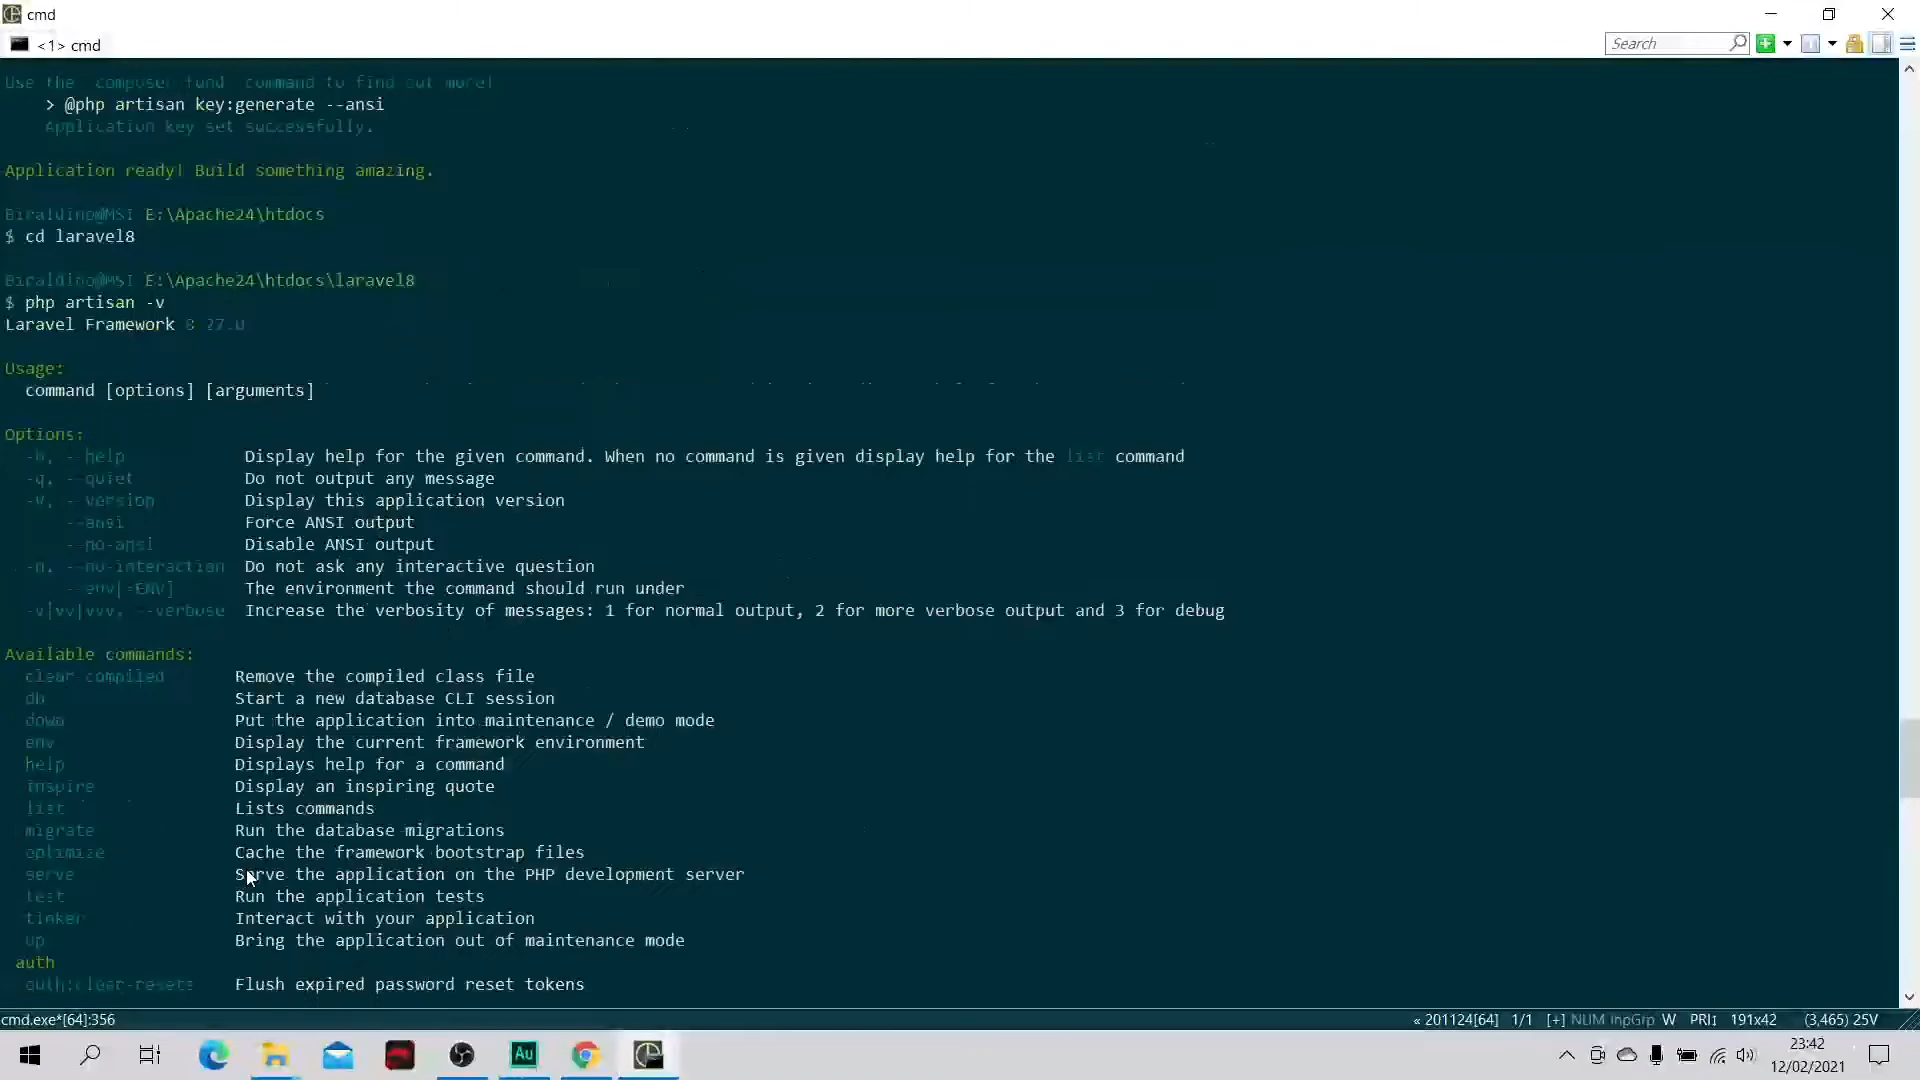 cmd
<1> cmd
Search
Use the composer fund command to find out more!
> @php artisan key:generate --ansi
Application key set successfully.
Application ready! Build something amazing.
Biraldino@MSI E:\Apache24\htdocs
$ cd laravel8
Biraldino@MSI E:\Apache24\htdocs\laravel8
$ php artisan -v
Laravel Framework 8.27.0
Usage:
command [options] [arguments]
Options:
-h, --help Display help for the given command. When no command is given display help for the list command
-q, --quiet Do not output any message
-V, --version Display this application version
--ansi Force ANSI output
--no-ansi Disable ANSI output
-n, --no-interaction Do not ask any interactive question
--env[=ENV] The environment the command should run under
-v|vv|vvv, --verbose Increase the verbosity of messages: 1 for normal output, 2 for more verbose output and 3 for debug
Available commands:
clear-compiled Remove the compiled class file
db Start a new database CLI session
down Put the application into maintenance / demo mode
env Display the current framework environment
help Displays help for a command
inspire Display an inspiring quote
list Lists commands
migrate Run the database migrations
optimize Cache the framework bootstrap files
serve Serve the application on the PHP development server
test Run the application tests
tinker Interact with your application
up Bring the application out of maintenance mode
auth
auth:clear-resets Flush expired password reset tokens
cmd.exe*[64]:356 « 201124[64] 1/1 [+] NUM InpGrp W PRI↕ 191x42 (3,465) 25V
Au
23:42
12/02/2021